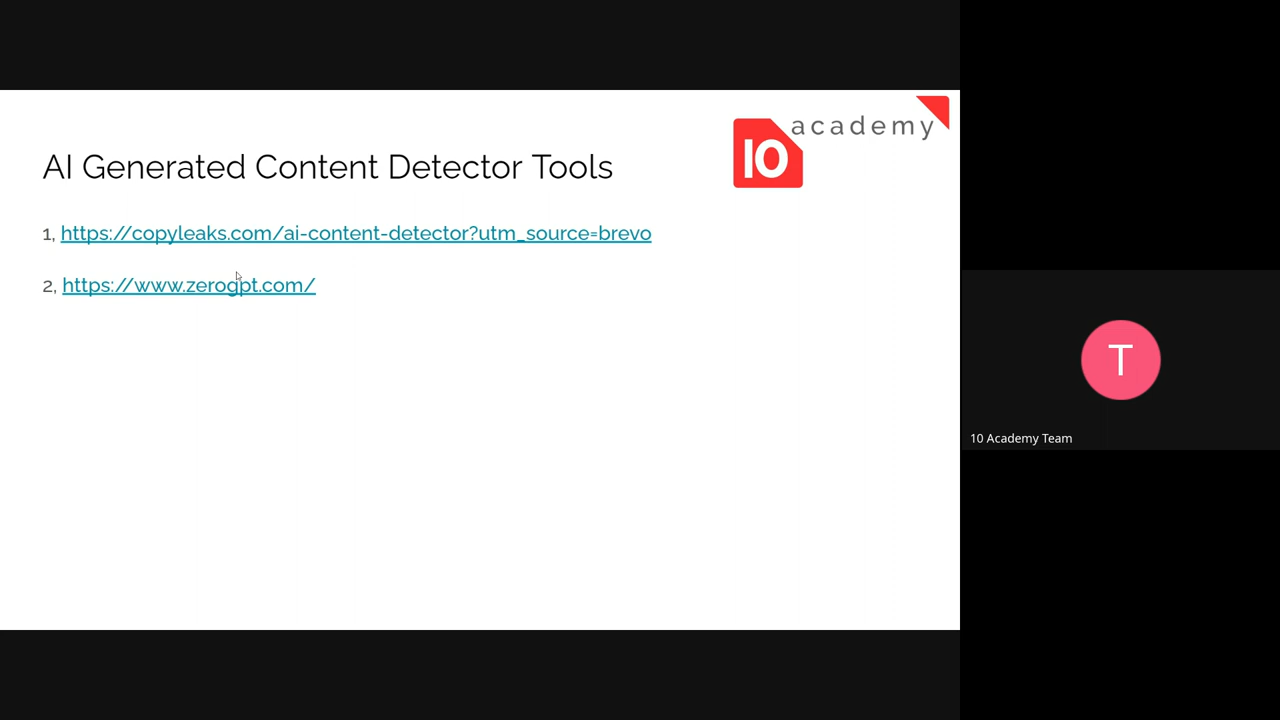 10 academy
AI Generated Content Detector Tools
1, https://copyleaks.com/ai-content-detector?utm_source=brevo
2, https://www.zerogpt.com/
T
10 Academy Team